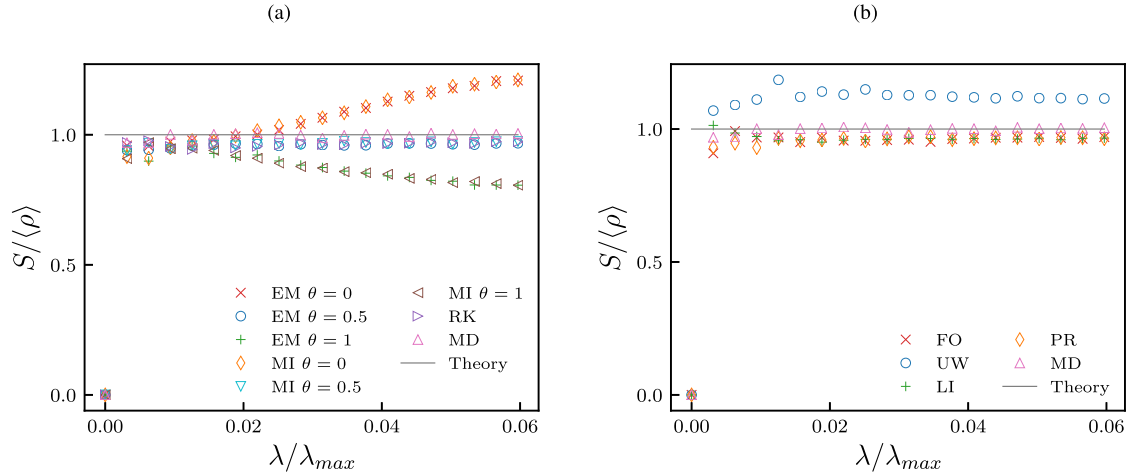 (a)
S/⟨ρ⟩
1.0
0.5
0.0
EM θ = 0
EM θ = 0.5
EM θ = 1
MI θ = 0
MI θ = 0.5
MI θ = 1
RK
MD
Theory
0.00
0.02
0.04
0.06
λ/λmax
(b)
S/⟨ρ⟩
1.0
0.5
0.0
FO
UW
LI
PR
MD
Theory
0.00
0.02
0.04
0.06
λ/λmax